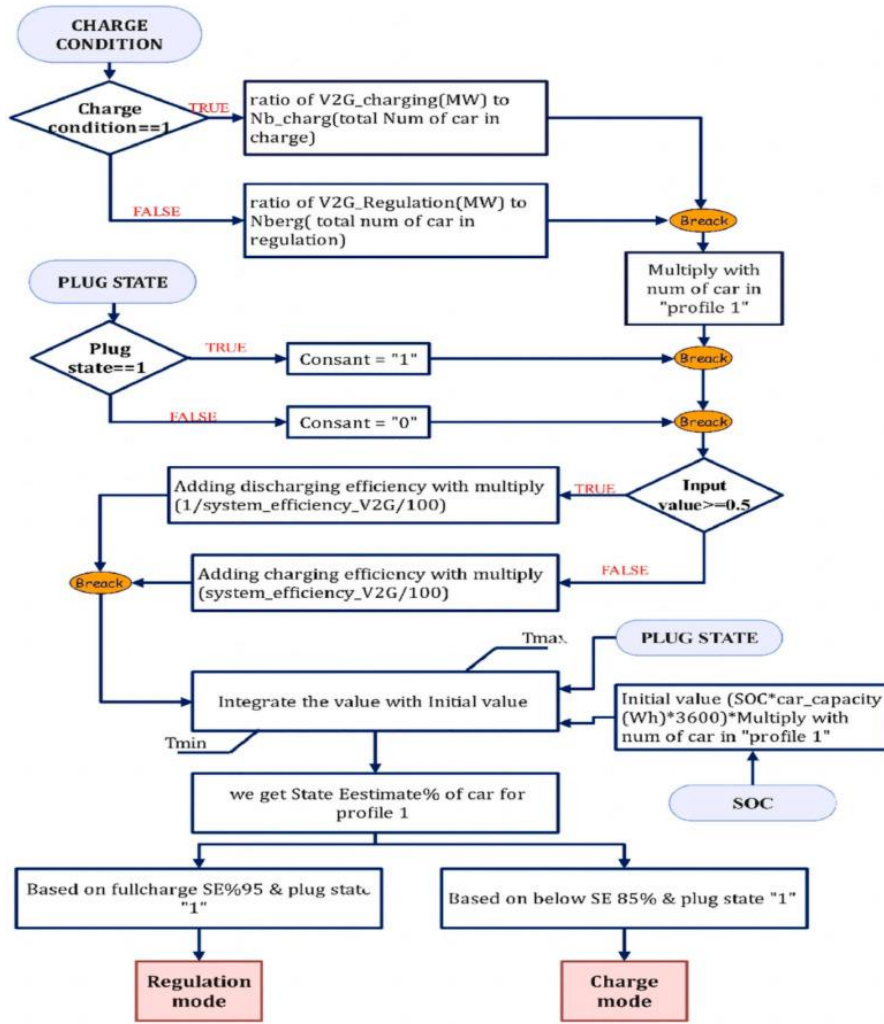 CHARGE
CONDITION
Charge
condition==1
TRUE
ratio of V2G_charging(MW) to
Nb_charg(total Num of car in
charge)
FALSE
ratio of V2G_Regulation(MW) to
Nberg( total num of car in
regulation)
Breack
Multiply with
num of car in
"profile 1"
PLUG STATE
Plug
state==1
TRUE
Consant = "1"
Breack
FALSE
Consant = "0"
Breack
Input
value>=0.5
TRUE
Adding discharging efficiency with multiply
(1/system_efficiency_V2G/100)
FALSE
Adding charging efficiency with multiply
(system_efficiency_V2G/100)
Breack
Tmax
PLUG STATE
Integrate the value with Initial value
Initial value (SOC*car_capacity
(Wh)*3600)*Multiply with
num of car in "profile 1"
Tmin
SOC
we get State Eestimate% of car for
profile 1
Based on fullcharge SE%95 & plug state
"1"
Based on below SE 85% & plug state "1"
Regulation
mode
Charge
mode